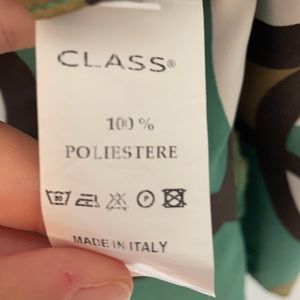 CLASS®
100 %
POLIESTERE
P
MADE IN ITALY